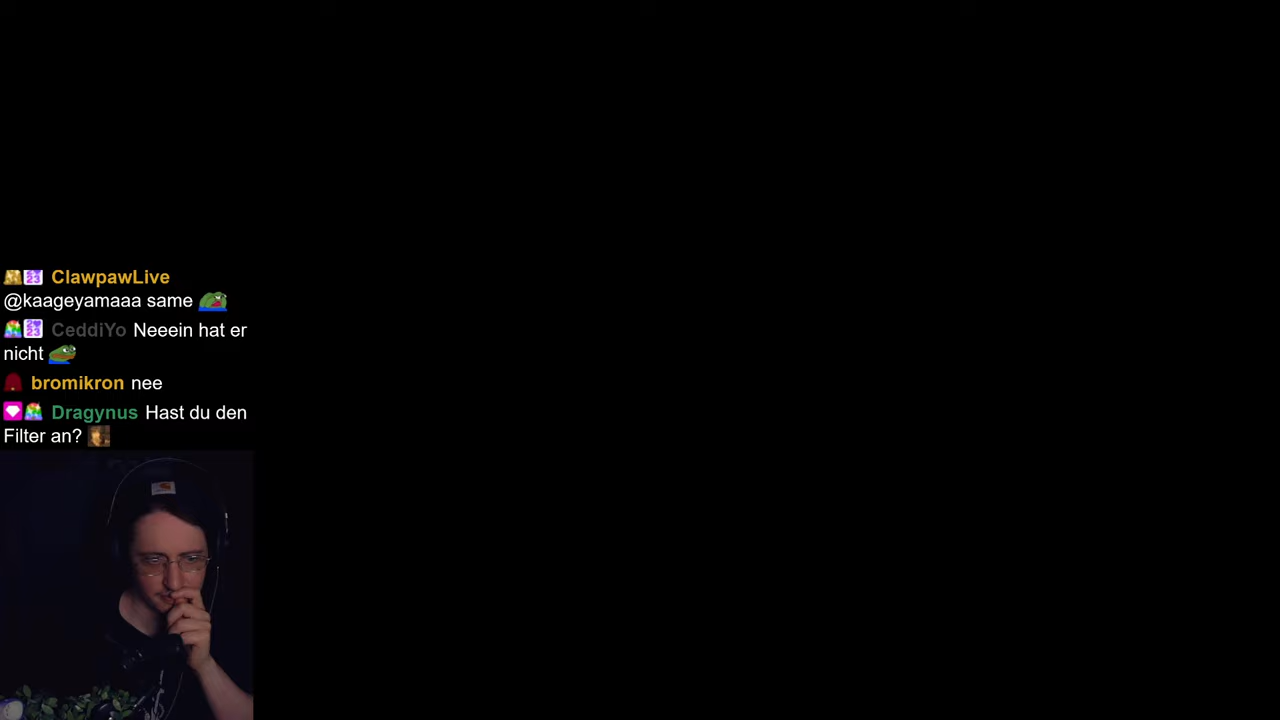 ClawpawLive
@kaageyamaaa same
CeddiYo Neeein hat er
nicht
bromikron nee
Dragynus Hast du den
Filter an?